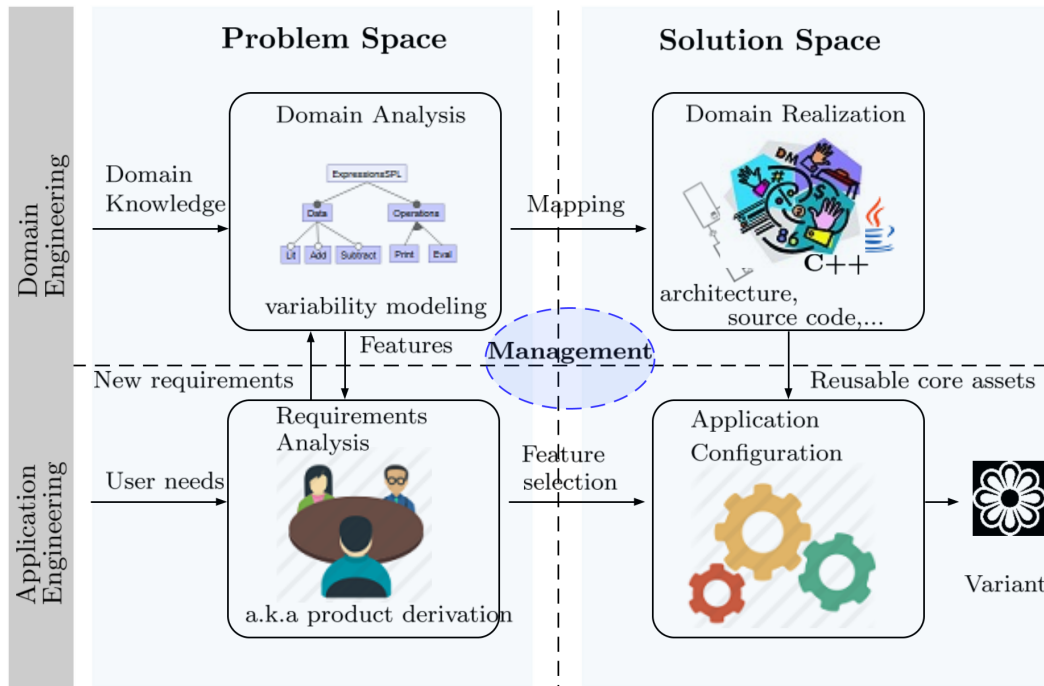 Problem Space
Solution Space
Domain
Engineering
Domain Analysis
Domain
Knowledge
ExpressionsSPL
Data
Operations
Lit
Add
Subtract
Print
Eval
variability modeling
Mapping
Domain Realization
DM
#
$
86
C++
architecture,
source code,...
Features
New requirements
Management
Reusable core assets
Application
Engineering
User needs
Requirements
Analysis
a.k.a product derivation
Feature
selection
Application
Configuration
Variant